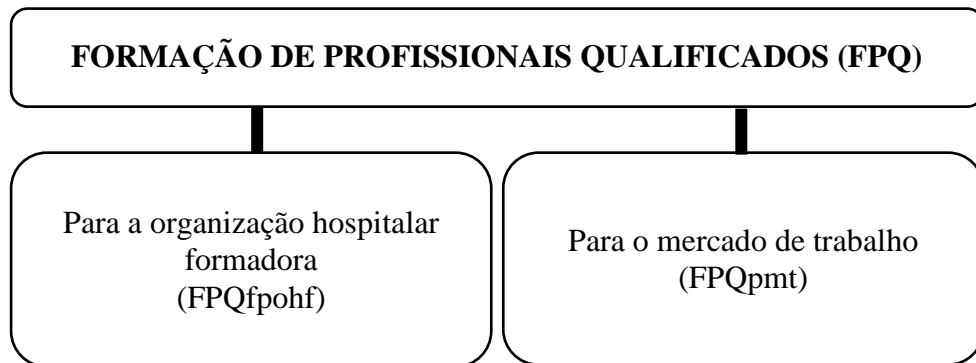 FORMAÇÃO DE PROFISSIONAIS QUALIFICADOS (FPQ)
Para a organização hospitalar
formadora
(FPQfpohf)
Para o mercado de trabalho
(FPQpmt)